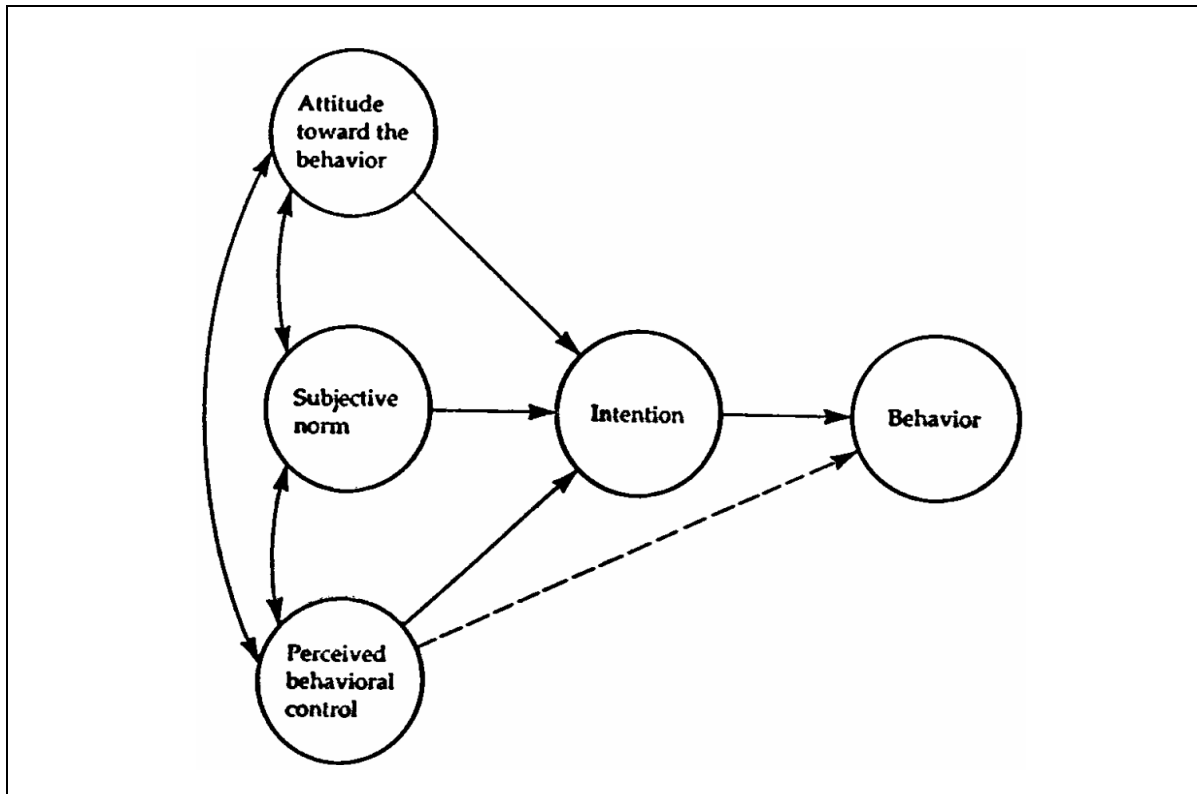 Attitude
toward the
behavior
Subjective
norm
Intention
Behavior
Perceived
behavioral
control